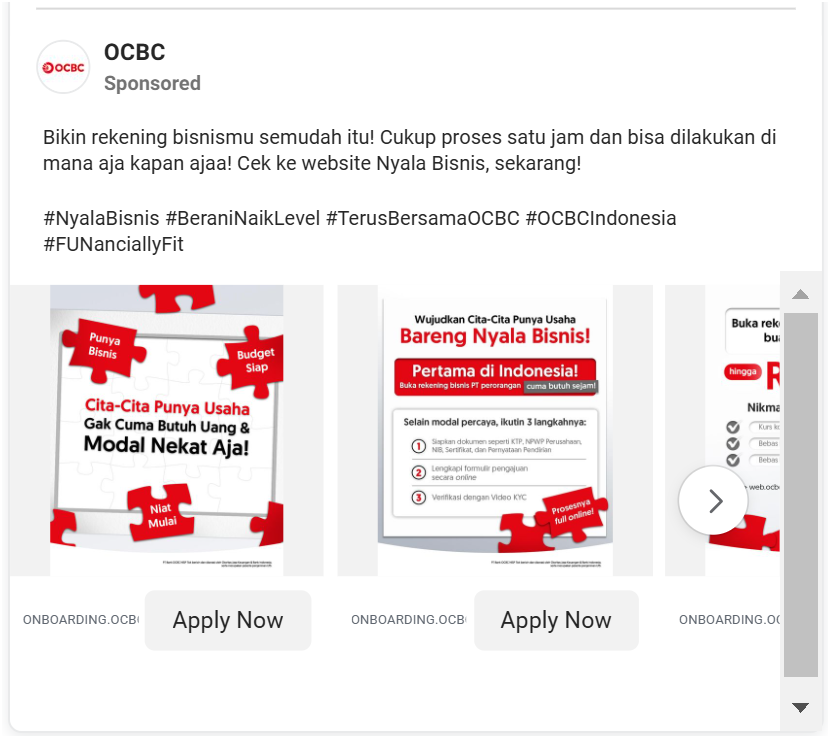 OCBC
OCBC
Sponsored
Bikin rekening bisnismu semudah itu! Cukup proses satu jam dan bisa dilakukan di
mana aja kapan ajaa! Cek ke website Nyala Bisnis, sekarang!
#NyalaBisnis #BeraniNaikLevel #TerusBersamaOCBC #OCBCIndonesia
#FUNanciallyFit
Punya
Bisnis
Budget
Siap
Cita-Cita Punya Usaha
Gak Cuma Butuh Uang &
Modal Nekat Aja!
Niat
Mulai
Wujudkan Cita-Cita Punya Usaha
Bareng Nyala Bisnis!
Pertama di Indonesia!
Buka rekening bisnis PT perorangan cuma butuh sejam!
Selain modal percaya, ikutin 3 langkahnya:
1 Siapkan dokumen seperti KTP, NPWP Perusahaan,
NIB, Sertifikat, dan Pernyataan Pendirian
2 Lengkapi formulir pengajuan
secara online
3 Verifikasi dengan Video KYC
Prosesnya
full online!
Buka rek
bu
hingga R
Nikma
Kurs k
Bebas
Bebas
web.ocb
ONBOARDING.OCB
Apply Now
ONBOARDING.OCB
Apply Now
ONBOARDING.OC